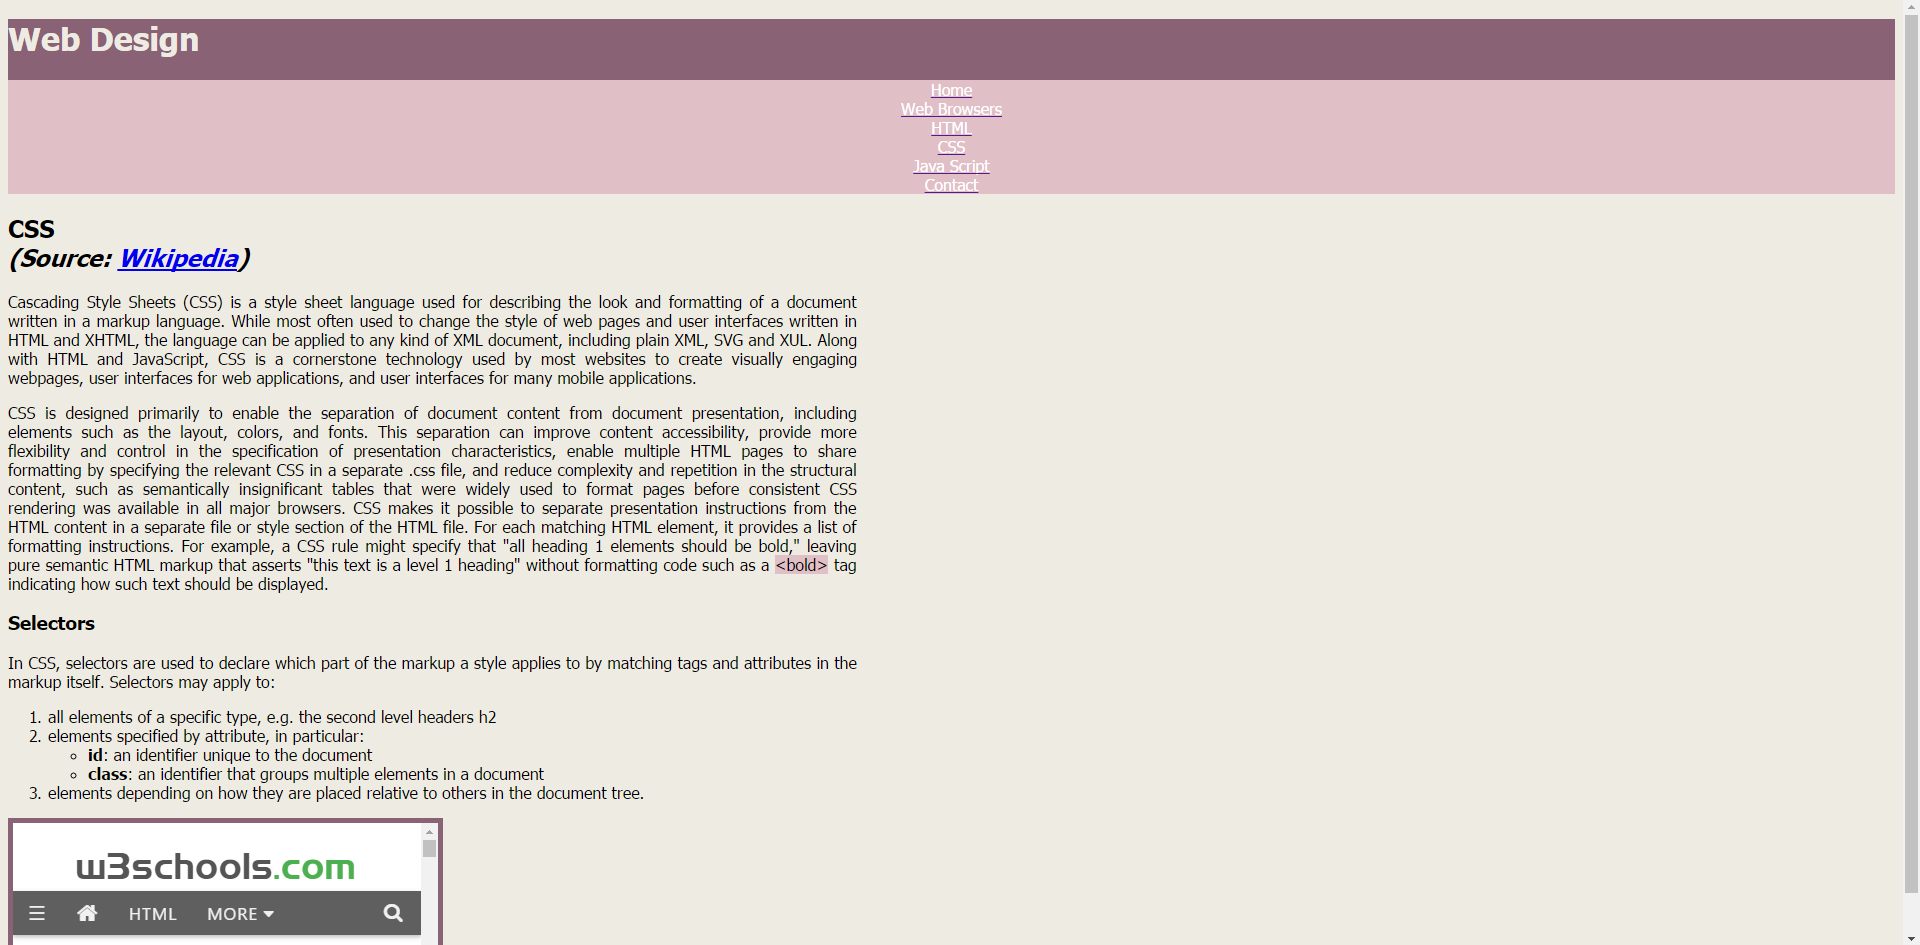 Web Design
Home
Web Browsers
HTML
CSS
Java Script
Contact
CSS
(Source: Wikipedia)
Cascading Style Sheets (CSS) is a style sheet language used for describing the look and formatting of a document
written in a markup language. While most often used to change the style of web pages and user interfaces written in
HTML and XHTML, the language can be applied to any kind of XML document, including plain XML, SVG and XUL. Along
with HTML and JavaScript, CSS is a cornerstone technology used by most websites to create visually engaging
webpages, user interfaces for web applications, and user interfaces for many mobile applications.
CSS is designed primarily to enable the separation of document content from document presentation, including
elements such as the layout, colors, and fonts. This separation can improve content accessibility, provide more
flexibility and control in the specification of presentation characteristics, enable multiple HTML pages to share
formatting by specifying the relevant CSS in a separate .css file, and reduce complexity and repetition in the structural
content, such as semantically insignificant tables that were widely used to format pages before consistent CSS
rendering was available in all major browsers. CSS makes it possible to separate presentation instructions from the
HTML content in a separate file or style section of the HTML file. For each matching HTML element, it provides a list of
formatting instructions. For example, a CSS rule might specify that "all heading 1 elements should be bold," leaving
pure semantic HTML markup that asserts "this text is a level 1 heading" without formatting code such as a <bold> tag
indicating how such text should be displayed.
Selectors
In CSS, selectors are used to declare which part of the markup a style applies to by matching tags and attributes in the
markup itself. Selectors may apply to:
1. all elements of a specific type, e.g. the second level headers h2
2. elements specified by attribute, in particular:
id: an identifier unique to the document
class: an identifier that groups multiple elements in a document
3. elements depending on how they are placed relative to others in the document tree.
w3schools.com
HTML MORE